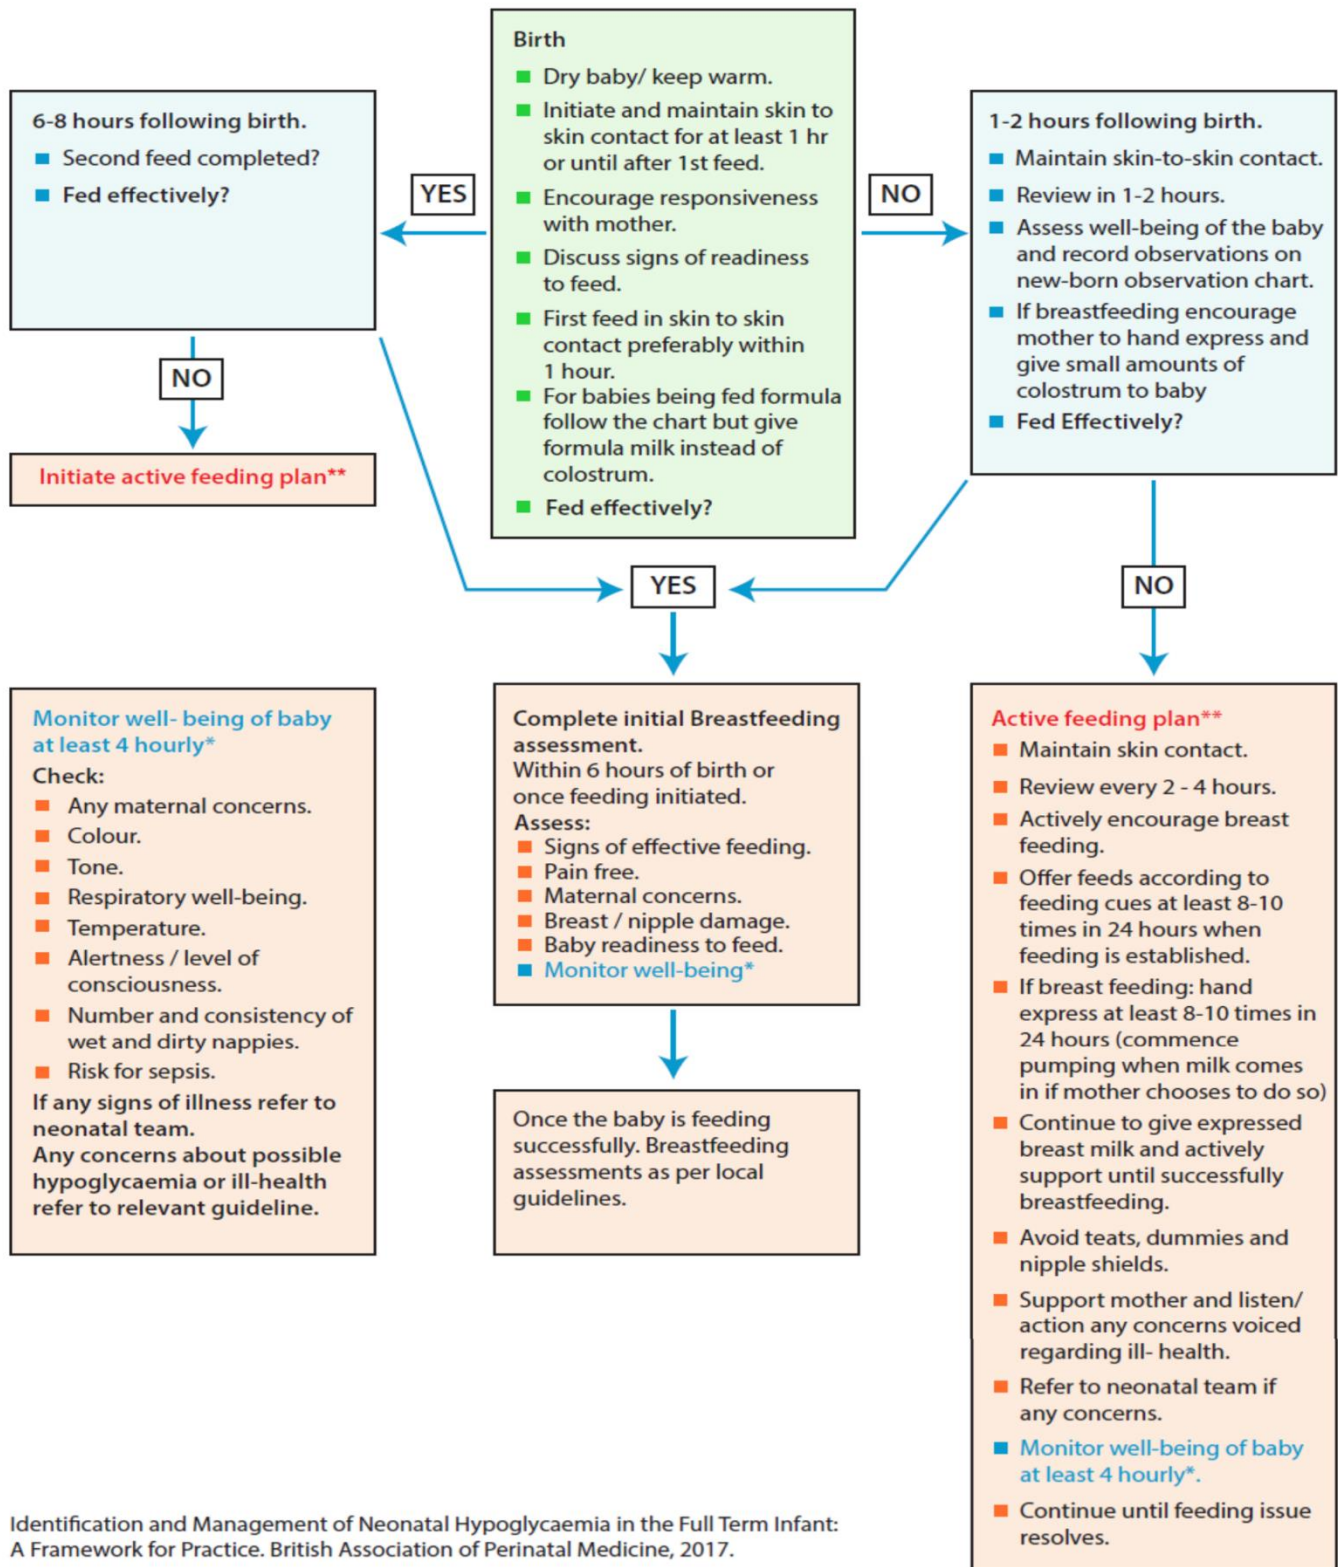 Birth
Dry baby/ keep warm.
Initiate and maintain skin to
skin contact for at least 1 hr
or until after 1st feed.
Encourage responsiveness
with mother.
Discuss signs of readiness
to feed.
First feed in skin to skin
contact preferably within
1 hour.
For babies being fed formula
follow the chart but give
formula milk instead of
colostrum.
Fed effectively?
YES
NO
6-8 hours following birth.
Second feed completed?
Fed effectively?
NO
Initiate active feeding plan**
1-2 hours following birth.
Maintain skin-to-skin contact.
Review in 1-2 hours.
Assess well-being of the baby
and record observations on
new-born observation chart.
If breastfeeding encourage
mother to hand express and
give small amounts of
colostrum to baby
Fed Effectively?
YES
NO
Monitor well- being of baby
at least 4 hourly*
Check:
Any maternal concerns.
Colour.
Tone.
Respiratory well-being.
Temperature.
Alertness / level of
consciousness.
Number and consistency of
wet and dirty nappies.
Risk for sepsis.
If any signs of illness refer to
neonatal team.
Any concerns about possible
hypoglycaemia or ill-health
refer to relevant guideline.
Complete initial Breastfeeding
assessment.
Within 6 hours of birth or
once feeding initiated.
Assess:
Signs of effective feeding.
Pain free.
Maternal concerns.
Breast / nipple damage.
Baby readiness to feed.
Monitor well-being*
Once the baby is feeding
successfully. Breastfeeding
assessments as per local
guidelines.
Active feeding plan**
Maintain skin contact.
Review every 2 - 4 hours.
Actively encourage breast
feeding.
Offer feeds according to
feeding cues at least 8-10
times in 24 hours when
feeding is established.
If breast feeding: hand
express at least 8-10 times in
24 hours (commence
pumping when milk comes
in if mother chooses to do so)
Continue to give expressed
breast milk and actively
support until successfully
breastfeeding.
Avoid teats, dummies and
nipple shields.
Support mother and listen/
action any concerns voiced
regarding ill- health.
Refer to neonatal team if
any concerns.
Monitor well-being of baby
at least 4 hourly*.
Continue until feeding issue
resolves.
Identification and Management of Neonatal Hypoglycaemia in the Full Term Infant:
A Framework for Practice. British Association of Perinatal Medicine, 2017.